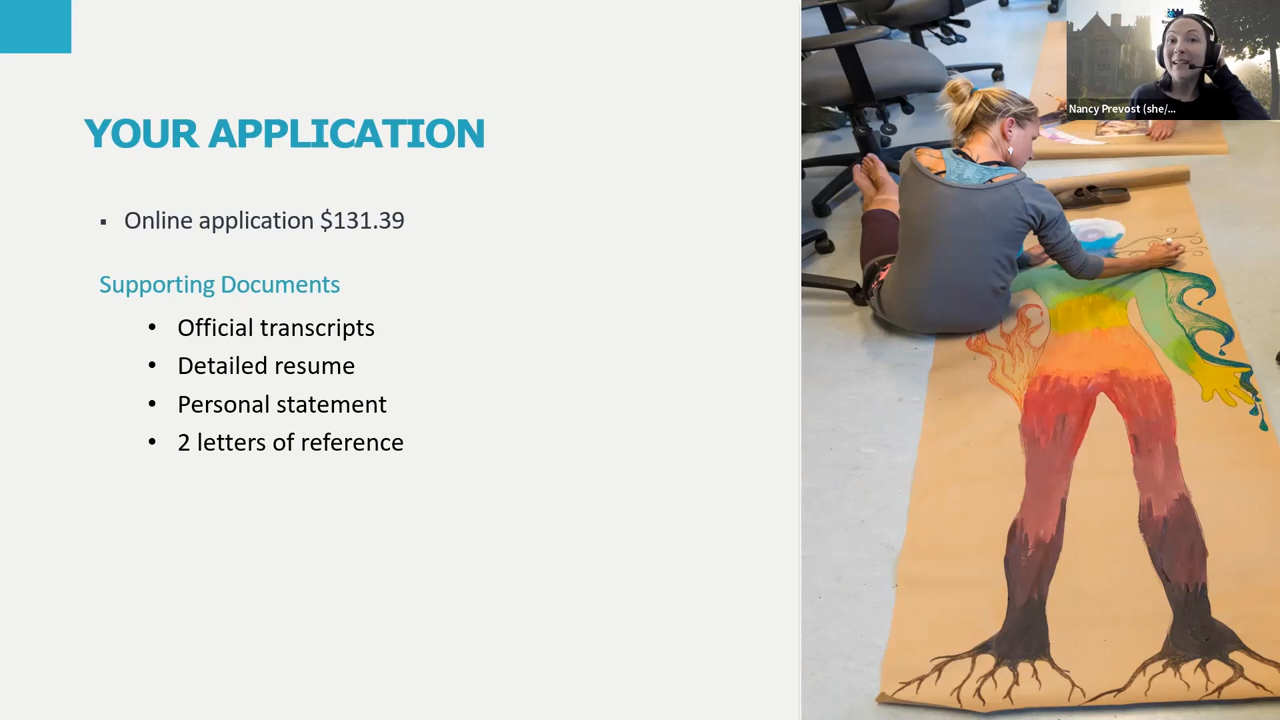 YOUR APPLICATION
▪ Online application $131.39
Supporting Documents
• Official transcripts
• Detailed resume
• Personal statement
• 2 letters of reference
Nancy Prevost (she/...